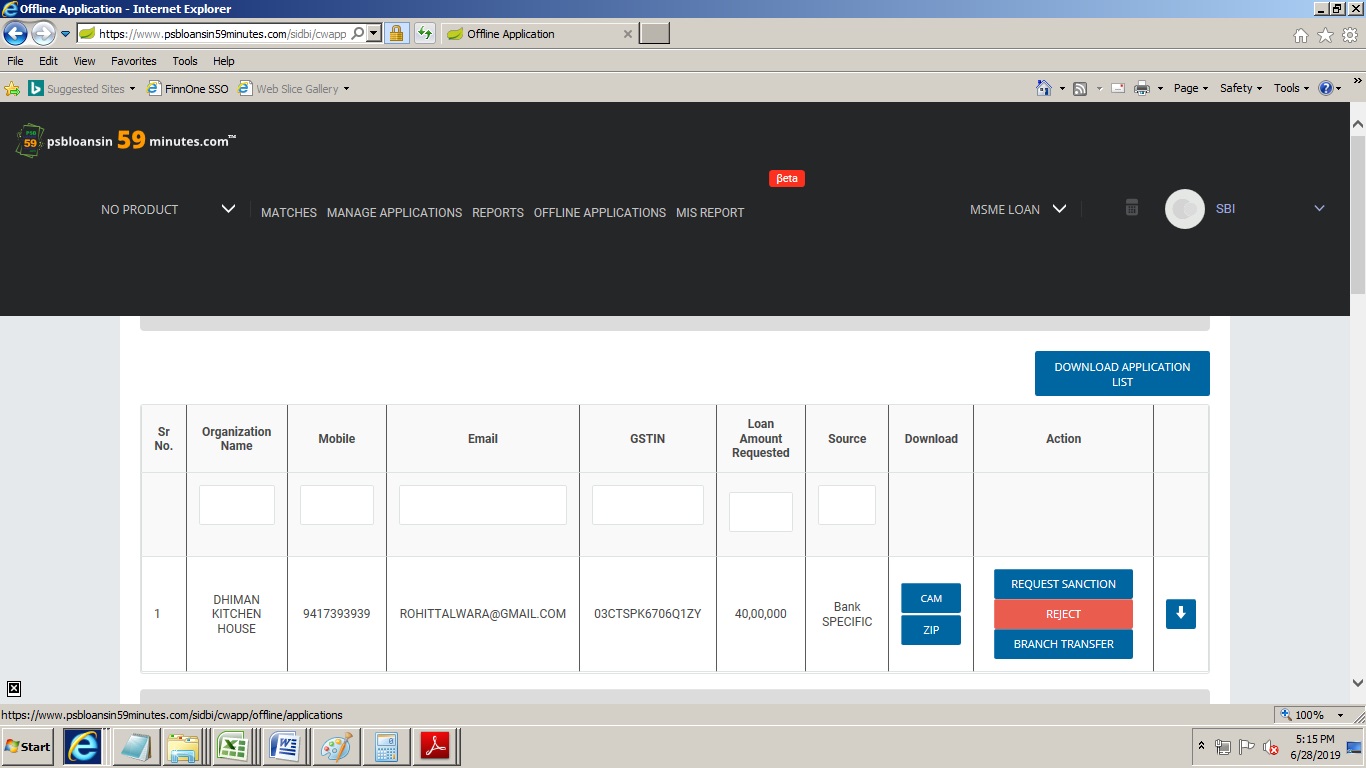 Offline Application - Internet Explorer
https://www.psbloansin59minutes.com/sidbi/cwapp
Offline Application
File Edit View Favorites Tools Help
Suggested Sites FinnOne SSO Web Slice Gallery Page Safety Tools
PSB 59 psbloansin 59 minutes.com™
βeta
NO PRODUCT MATCHES MANAGE APPLICATIONS REPORTS OFFLINE APPLICATIONS MIS REPORT MSME LOAN SBI
DOWNLOAD APPLICATION
LIST
Sr No. Organization Name Mobile Email GSTIN Loan Amount Requested Source Download Action
1 DHIMAN KITCHEN HOUSE 9417393939 ROHITTALWARA@GMAIL.COM 03CTSPK6706Q1ZY 40,00,000 Bank SPECIFIC
CAM
ZIP
REQUEST SANCTION
REJECT
BRANCH TRANSFER
https://www.psbloansin59minutes.com/sidbi/cwapp/offline/applications
100%
Start
5:15 PM
6/28/2019